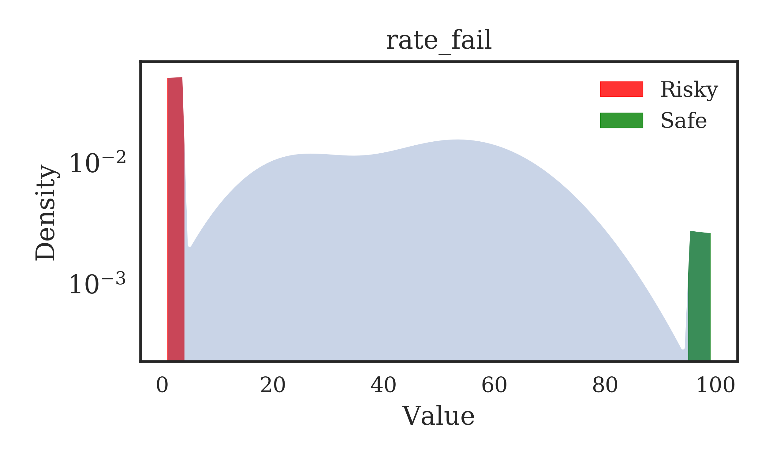 rate_fail
Risky
Safe
Density
10⁻²
10⁻³
0 20 40 60 80 100
Value